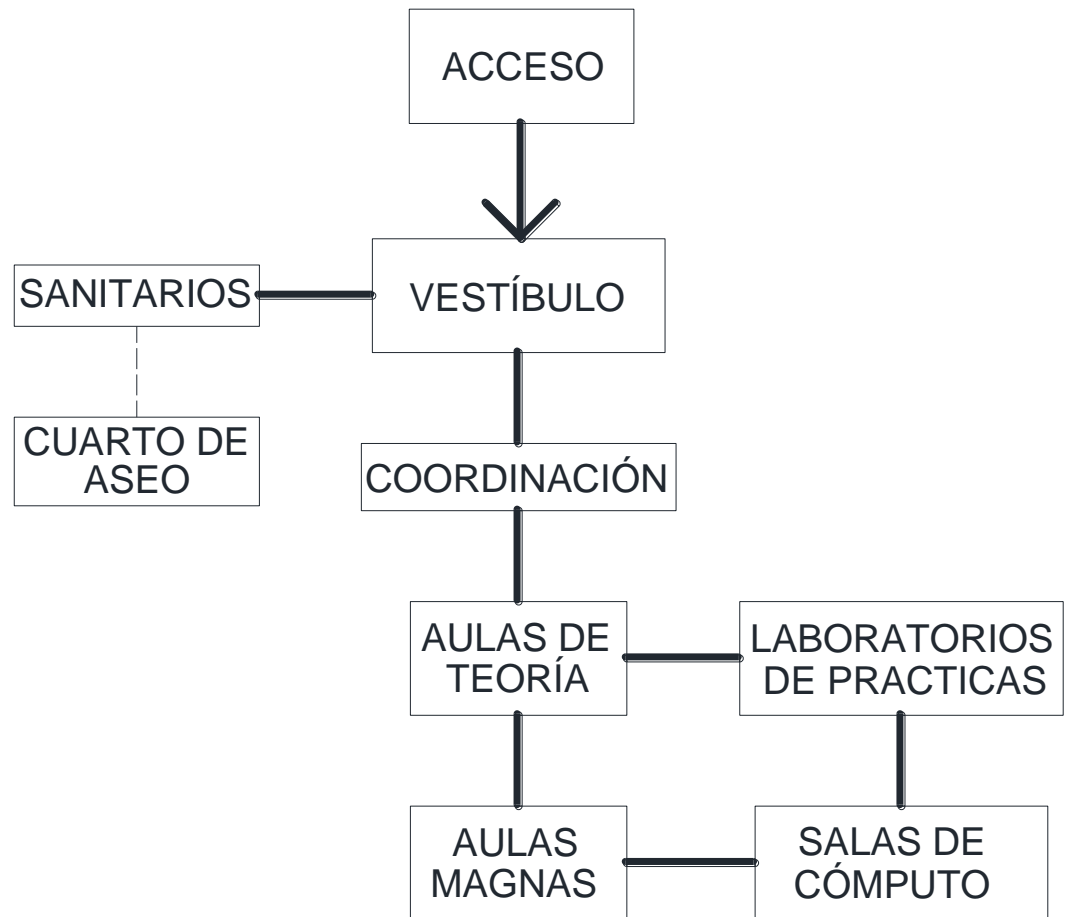 ACCESO
SANITARIOS
VESTÍBULO
CUARTO DE
ASEO
COORDINACIÓN
AULAS DE
TEORÍA
LABORATORIOS
DE PRACTICAS
AULAS
MAGNAS
SALAS DE
CÓMPUTO